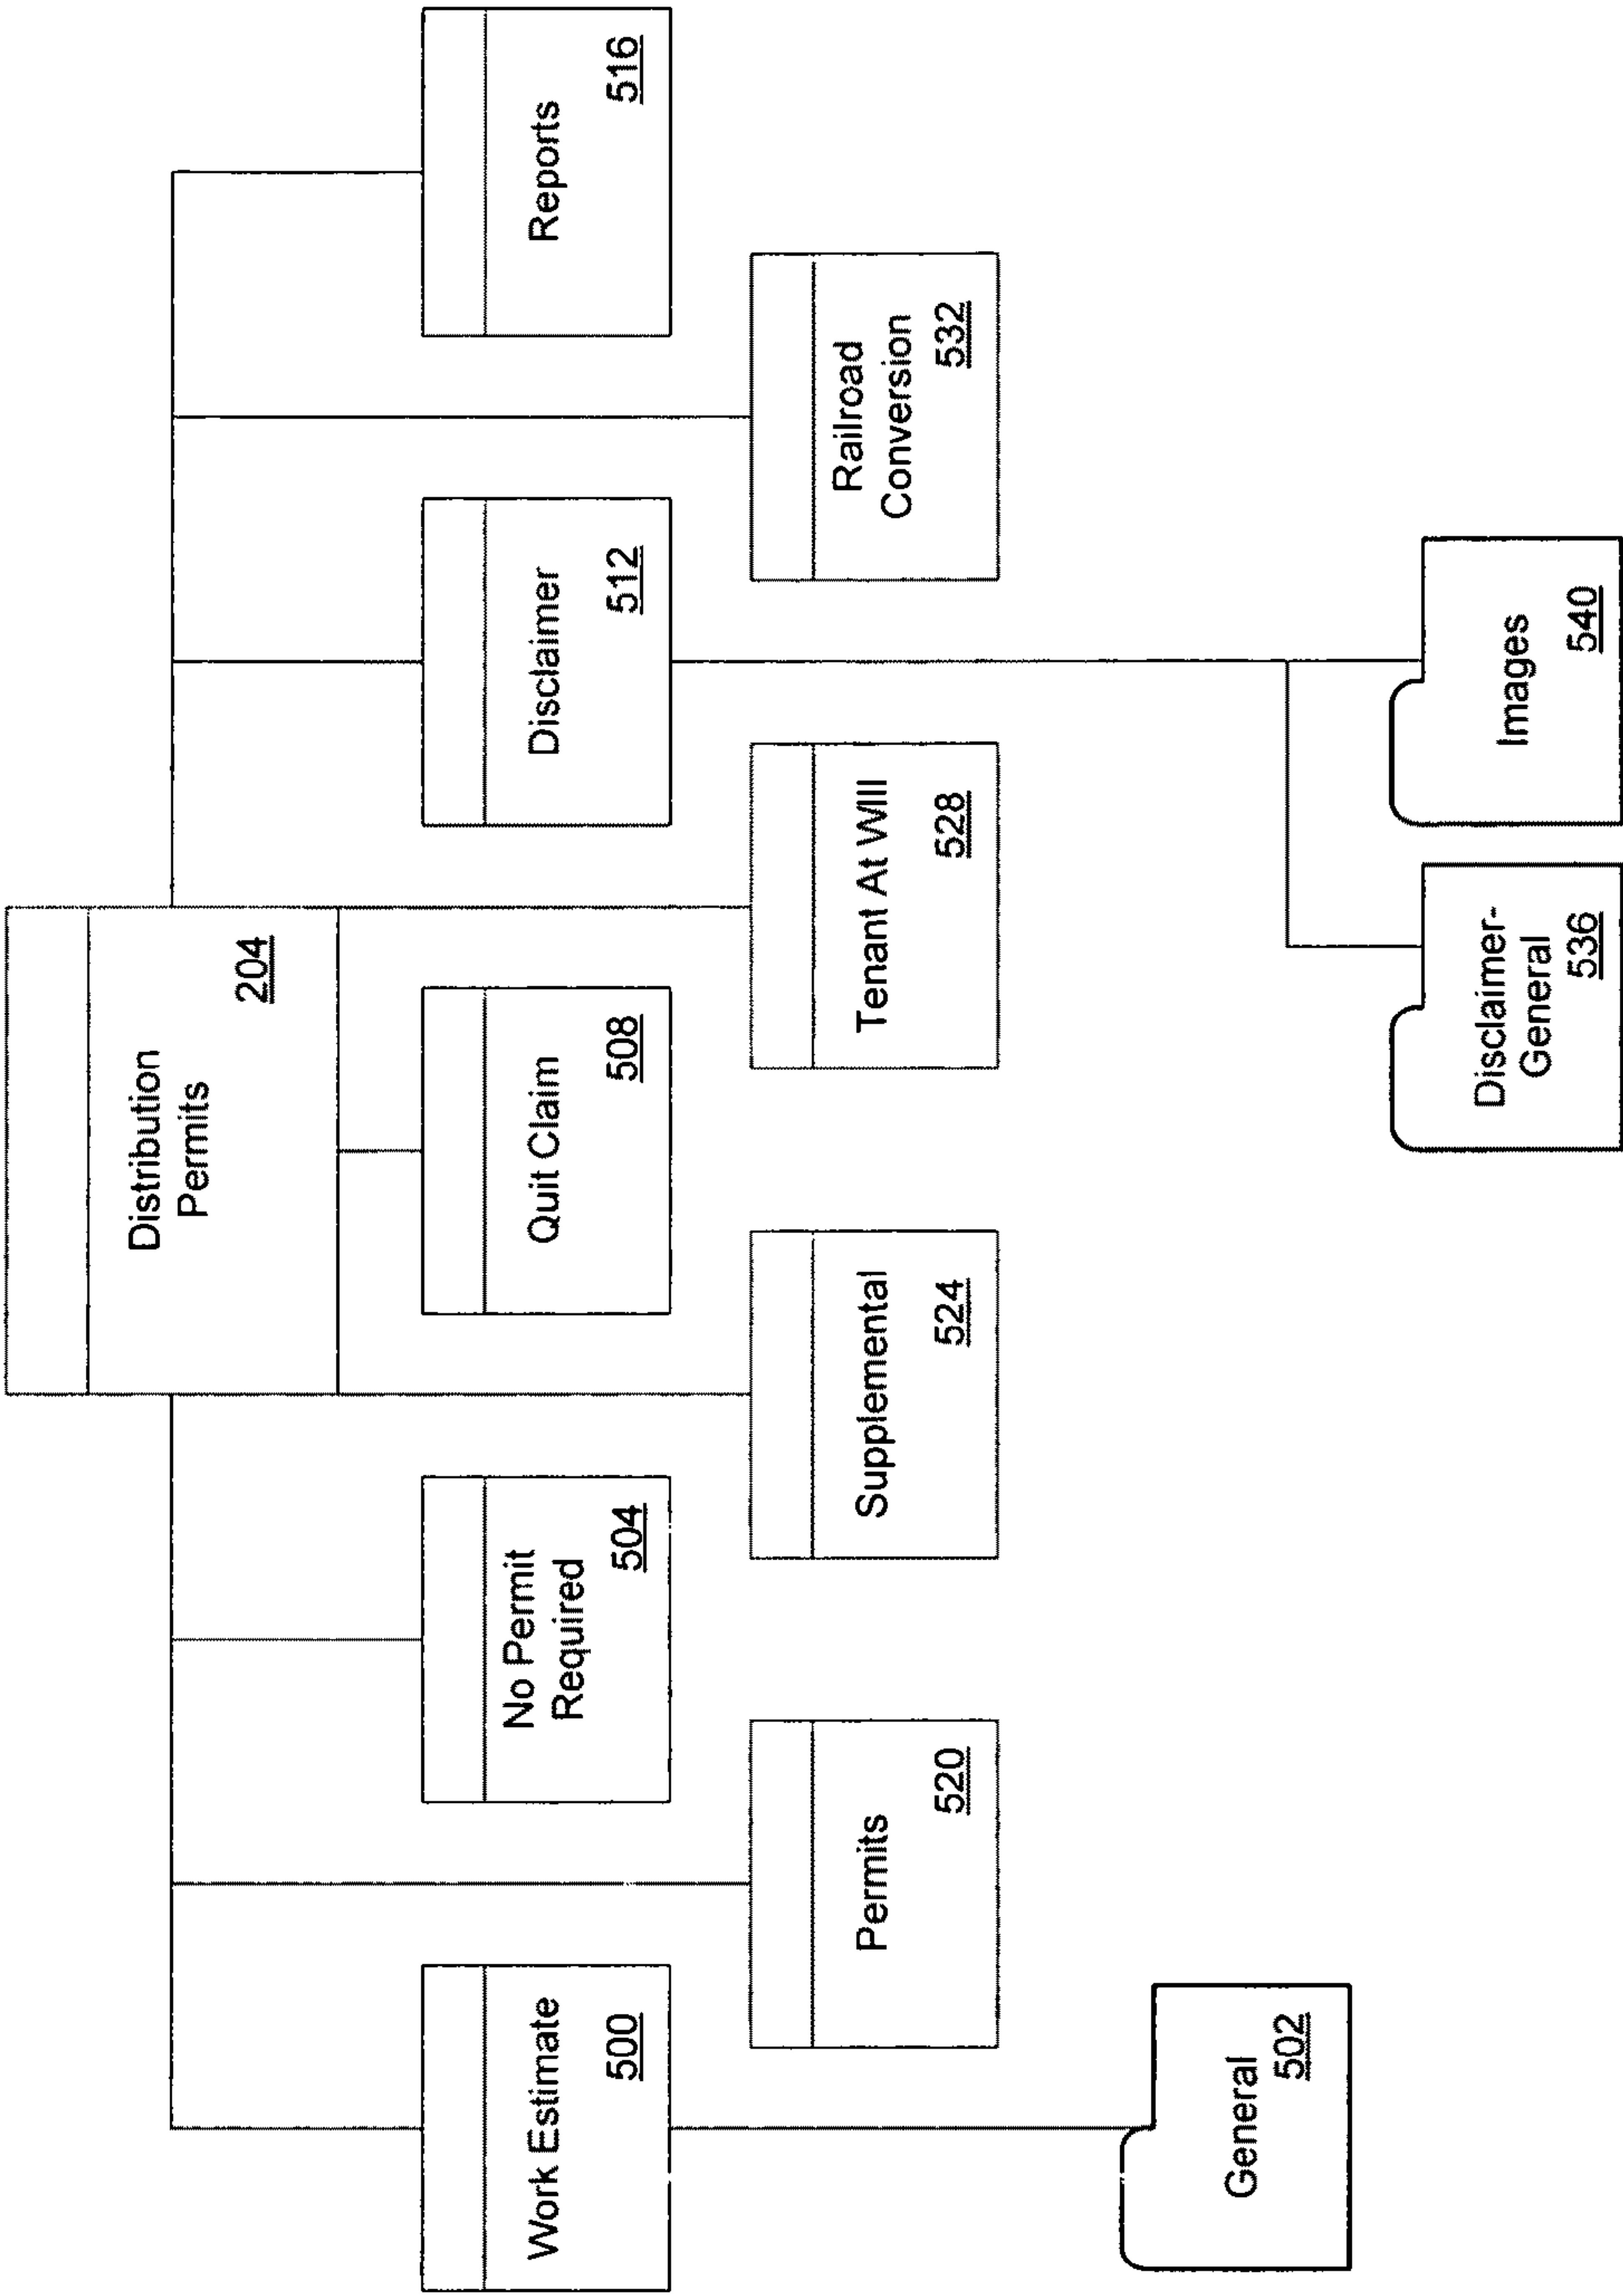 Distribution
Permits
204
Work Estimate
500
No Permit
Required
504
Quit Claim
508
Disclaimer
512
Reports
516
Permits
520
Supplemental
524
Tenant At Will
528
Railroad
Conversion
532
General
502
Disclaimer-
General
536
Images
540